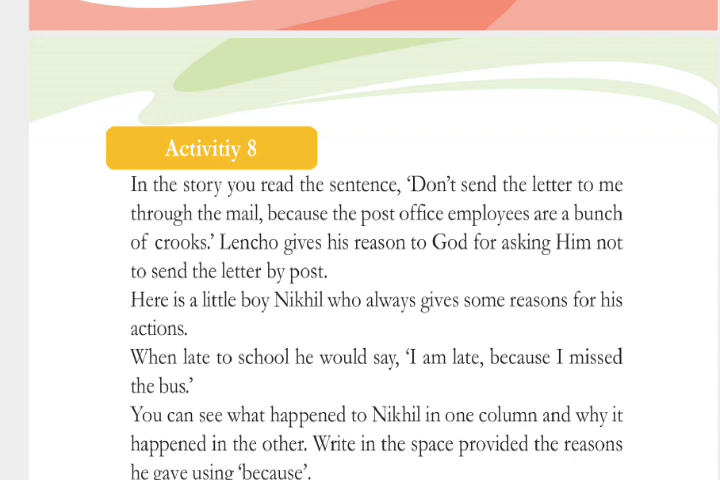 Activitiy 8
In the story you read the sentence, ‘Don’t send the letter to me
through the mail, because the post office employees are a bunch
of crooks.’ Lencho gives his reason to God for asking Him not
to send the letter by post.
Here is a little boy Nikhil who always gives some reasons for his
actions.
When late to school he would say, ‘I am late, because I missed
the bus.’
You can see what happened to Nikhil in one column and why it
happened in the other. Write in the space provided the reasons
he gave using ‘because’.